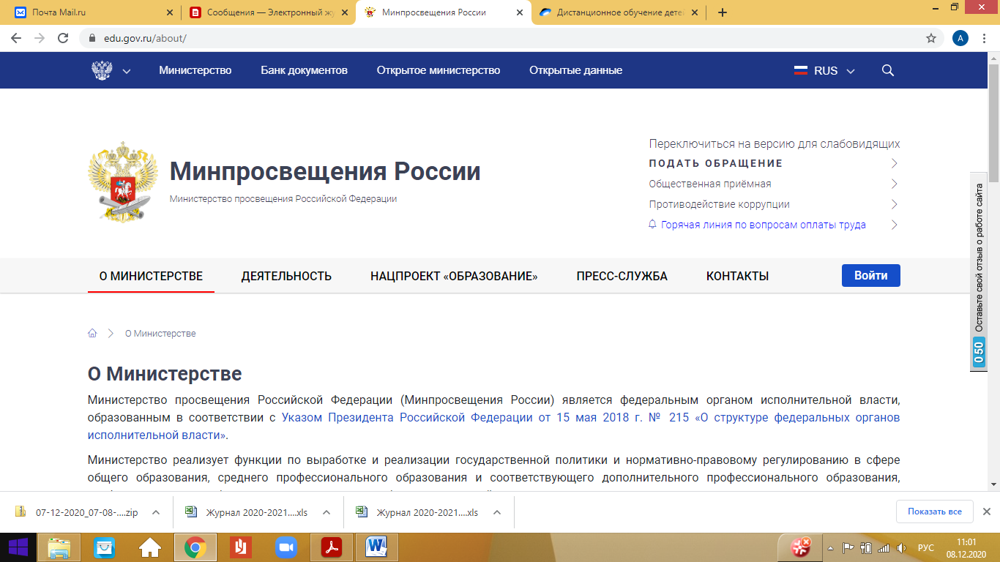 Почта Mail.ru
Сообщения — Электронный жу
Минпросвещения России
Дистанционное обучение детей
edu.gov.ru/about/
А
Министерство
Банк документов
Открытое министерство
Открытые данные
RUS
Переключиться на версию для слабовидящих
ПОДАТЬ ОБРАЩЕНИЕ
Общественная приёмная
Противодействие коррупции
Горячая линия по вопросам оплаты труда
Минпросвещения России
Министерство просвещения Российской Федерации
Оставьте свой отзыв о работе сайта
050
О МИНИСТЕРСТВЕ
ДЕЯТЕЛЬНОСТЬ
НАЦПРОЕКТ «ОБРАЗОВАНИЕ»
ПРЕСС-СЛУЖБА
КОНТАКТЫ
Войти
О Министерстве
О Министерстве
Министерство просвещения Российской Федерации (Минпросвещения России) является федеральным органом исполнительной власти,
образованным в соответствии с Указом Президента Российской Федерации от 15 мая 2018 г. № 215 «О структуре федеральных органов
исполнительной власти».
Министерство реализует функции по выработке и реализации государственной политики и нормативно-правовому регулированию в сфере
общего образования, среднего профессионального образования и соответствующего дополнительного профессионального образования,
07-12-2020_07-08-....zip
Журнал 2020-2021....xls
Журнал 2020-2021....xls
Показать все
РУС
11:01
08.12.2020